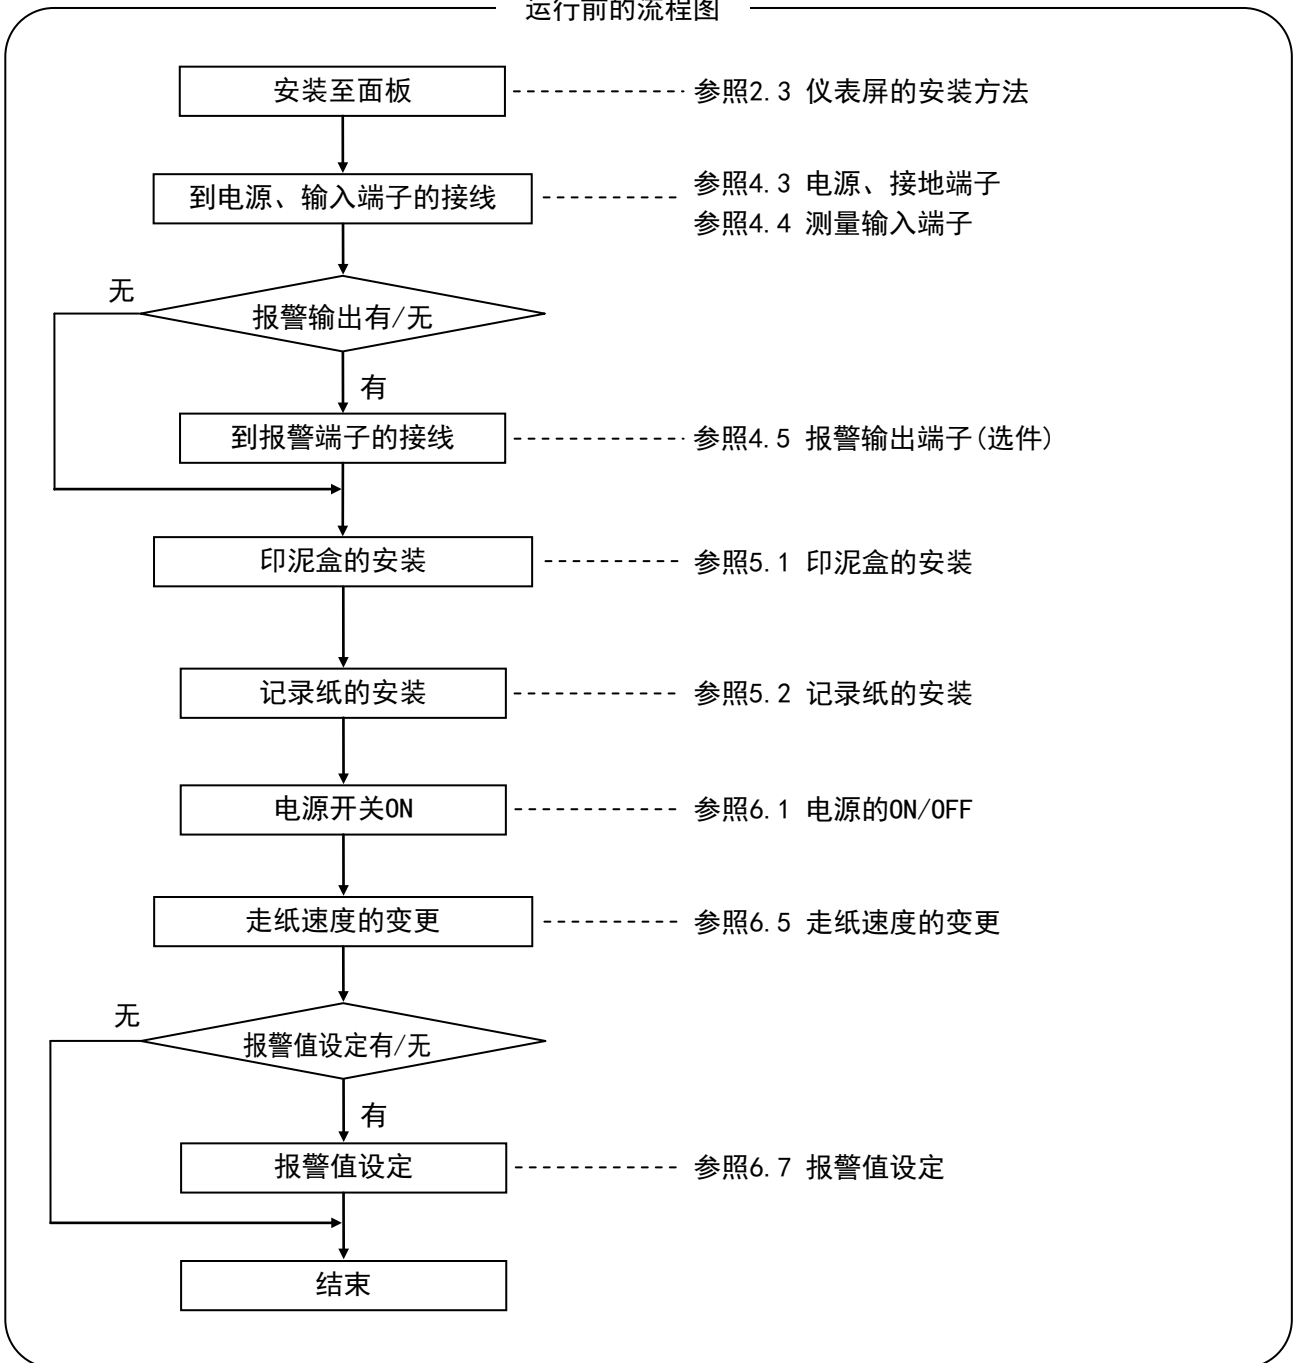 运行前的流程图
安装至面板 参照2.3 仪表屏的安装方法
到电源、输入端子的接线 参照4.3 电源、接地端子
参照4.4 测量输入端子
无
报警输出有/无
有
到报警端子的接线 参照4.5 报警输出端子(选件)
印泥盒的安装 参照5.1 印泥盒的安装
记录纸的安装 参照5.2 记录纸的安装
电源开关ON 参照6.1 电源的ON/OFF
走纸速度的变更 参照6.5 走纸速度的变更
无
报警值设定有/无
有
报警值设定 参照6.7 报警值设定
结束